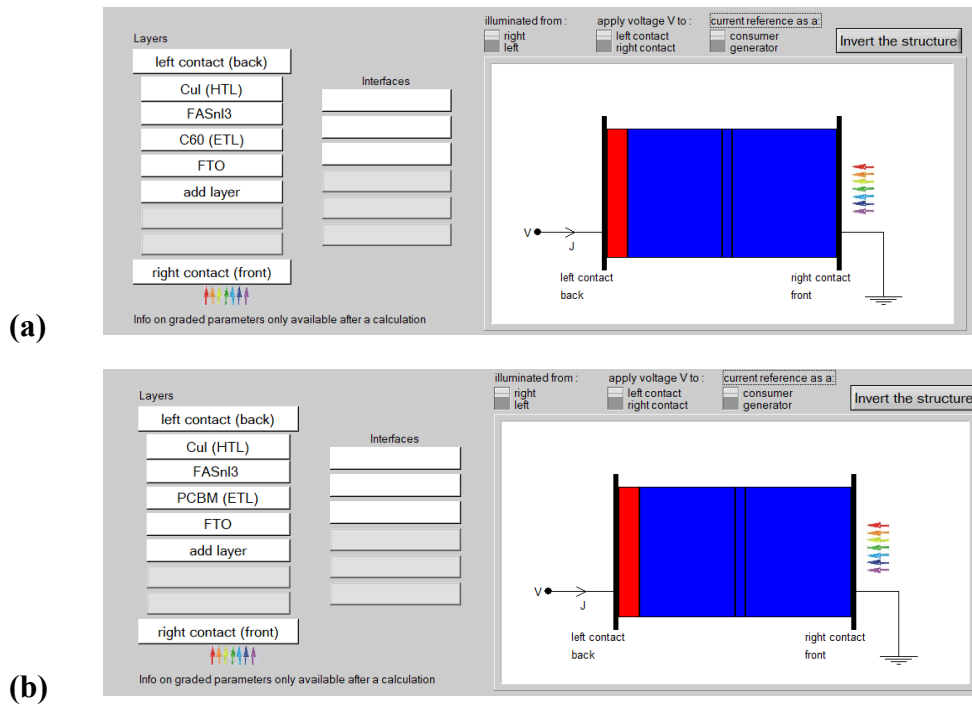 illuminated from :
right
left
apply voltage V to :
left contact
right contact
current reference as a:
consumer
generator
Invert the structure
Layers
left contact (back)
CuI (HTL)
FASnI3
C60 (ETL)
FTO
add layer
right contact (front)
Info on graded parameters only available after a calculation
Interfaces
V
J
left contact
back
right contact
front
(a)
illuminated from :
right
left
apply voltage V to :
left contact
right contact
current reference as a:
consumer
generator
Invert the structure
Layers
left contact (back)
CuI (HTL)
FASnI3
PCBM (ETL)
FTO
add layer
right contact (front)
Info on graded parameters only available after a calculation
Interfaces
V
J
left contact
back
right contact
front
(b)